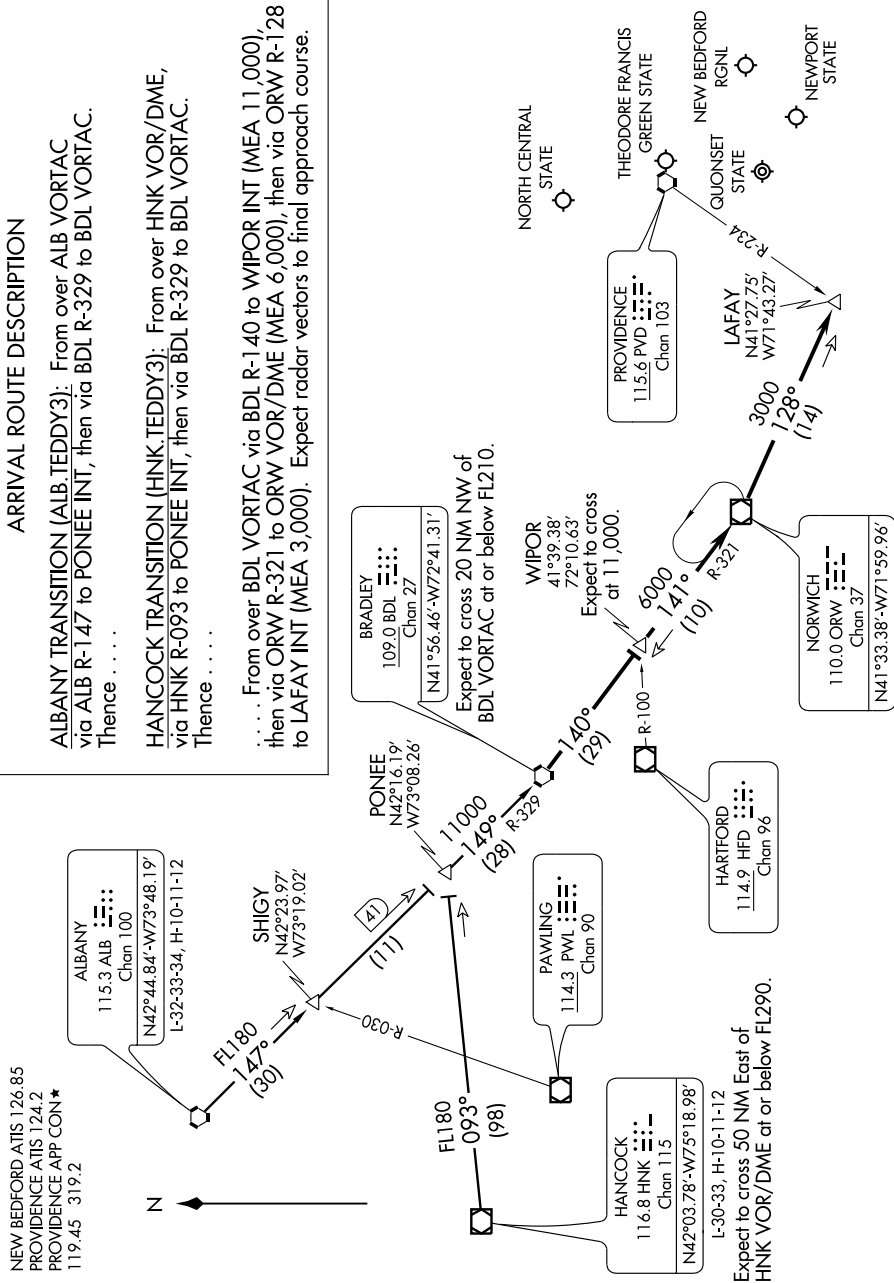 NEW BEDFORD ATIS 126.85
PROVIDENCE ATIS 124.2
PROVIDENCE APP CON★
119.45 319.2
N
ARRIVAL ROUTE DESCRIPTION
ALBANY TRANSITION (ALB.TEDDY3): From over ALB VORTAC
via ALB R-147 to PONEE INT, then via BDL R-329 to BDL VORTAC.
Thence . . . .
HANCOCK TRANSITION (HNK.TEDDY3): From over HNK VOR/DME,
via HNK R-093 to PONEE INT, then via BDL R-329 to BDL VORTAC.
Thence . . . .
. . . . From over BDL VORTAC via BDL R-140 to WIPOR INT (MEA 11,000),
then via ORW R-321 to ORW VOR/DME (MEA 6,000), then via ORW R-128
to LAFAY INT (MEA 3,000). Expect radar vectors to final approach course.
ALBANY
115.3 ALB
Chan 100
N42°44.84'-W73°48.19'
L-32-33-34, H-10-11-12
FL180
147°
(30)
SHIGY
N42°23.97'
W73°19.02'
41
(11)
R-030
PONEE
N42°16.19'
W73°08.26'
11000
149°
(28)
R-329
BRADLEY
109.0 BDL
Chan 27
N41°56.46'-W72°41.31'
Expect to cross 20 NM NW of
BDL VORTAC at or below FL210.
140°
(29)
WIPOR
41°39.38'
72°10.63'
Expect to cross
at 11,000.
6000
141°
(10)
R-321
R-100
HARTFORD
114.9 HFD
Chan 96
NORWICH
110.0 ORW
Chan 37
N41°33.38'-W71°59.96'
3000
128°
(14)
LAFAY
N41°27.75'
W71°43.27'
R-234
PROVIDENCE
115.6 PVD
Chan 103
NORTH CENTRAL
STATE
THEODORE FRANCIS
GREEN STATE
QUONSET
STATE
NEW BEDFORD
RGNL
NEWPORT
STATE
FL180
093°
(98)
PAWLING
114.3 PWL
Chan 90
HANCOCK
116.8 HNK
Chan 115
N42°03.78'-W75°18.98'
L-30-33, H-10-11-12
Expect to cross 50 NM East of
HNK VOR/DME at or below FL290.